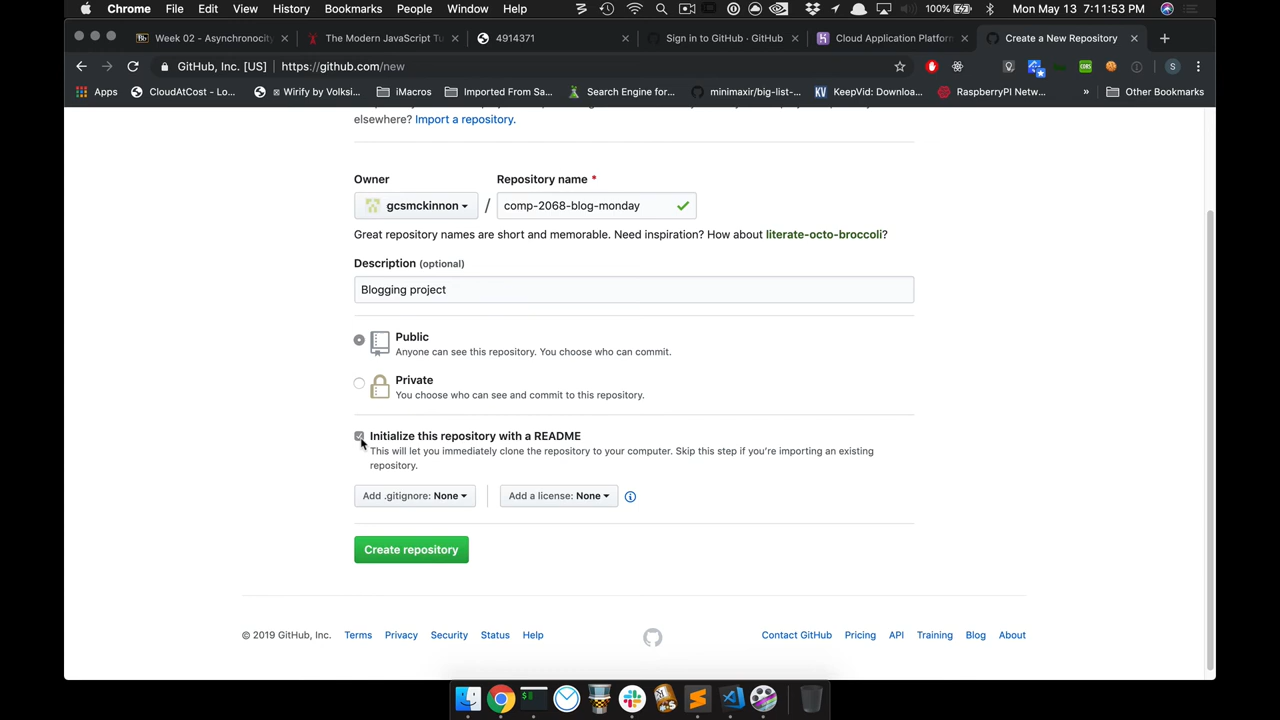 Chrome File Edit View History Bookmarks People Window Help 100% Mon May 13 7:11:53 PM
Week 02 - Asynchronocity
The Modern JavaScript Tu
4914371
Sign in to GitHub · GitHub
Cloud Application Platform
Create a New Repository
GitHub, Inc. [US] https://github.com/new
Apps CloudAtCost - Lo... Wirify by Volksi... iMacros Imported From Sa... Search Engine for... minimaxir/big-list-... KeepVid: Downloa... RaspberryPI Netw... » Other Bookmarks
elsewhere? Import a repository.
Owner
Repository name *
gcsmckinnon / comp-2068-blog-monday
Great repository names are short and memorable. Need inspiration? How about literate-octo-broccoli?
Description (optional)
Blogging project
Public
Anyone can see this repository. You choose who can commit.
Private
You choose who can see and commit to this repository.
Initialize this repository with a README
This will let you immediately clone the repository to your computer. Skip this step if you're importing an existing
repository.
Add .gitignore: None Add a license: None
Create repository
© 2019 GitHub, Inc. Terms Privacy Security Status Help Contact GitHub Pricing API Training Blog About